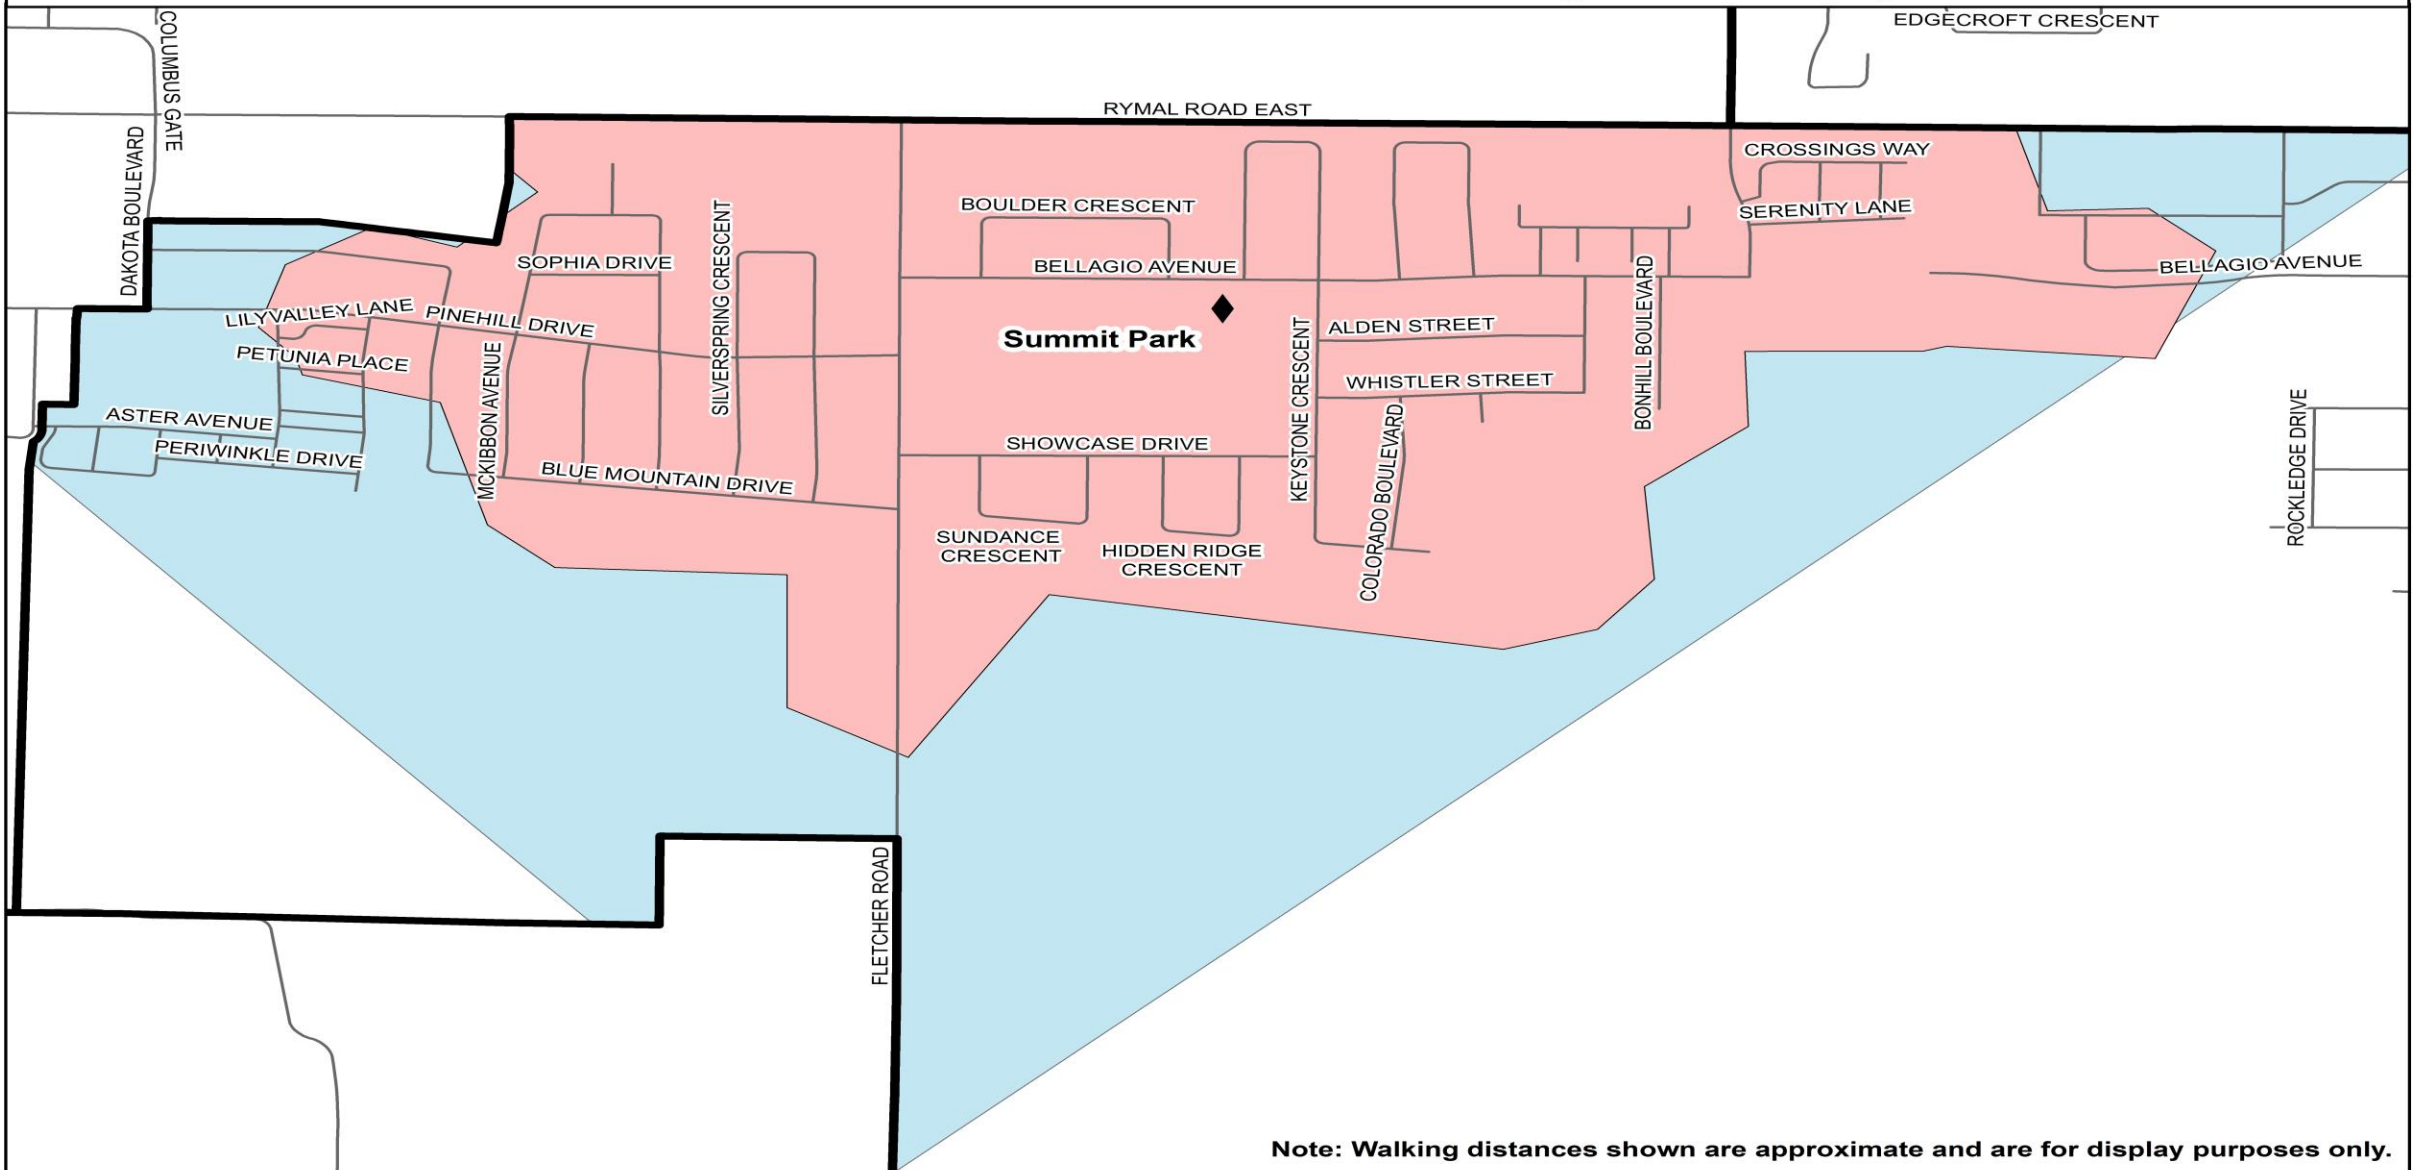 EDGECROFT CRESCENT
COLUMBUS GATE
RYMAL ROAD EAST
DAKOTA BOULEVARD
CROSSINGS WAY
BOULDER CRESCENT
SERENITY LANE
SILVERSPRING CRESCENT
SOPHIA DRIVE
BELLAGIO AVENUE
BELLAGIO AVENUE
LILYVALLEY LANE
PINEHILL DRIVE
Summit Park
ALDEN STREET
BONHILL BOULEVARD
PETUNIA PLACE
MCKIBBON AVENUE
KEYSTONE CRESCENT
WHISTLER STREET
ASTER AVENUE
PERIWINKLE DRIVE
SHOWCASE DRIVE
COLORADO BOULEVARD
ROCKLEDGE DRIVE
BLUE MOUNTAIN DRIVE
SUNDANCE
CRESCENT
HIDDEN RIDGE
CRESCENT
FLETCHER ROAD
Note: Walking distances shown are approximate and are for display purposes only.